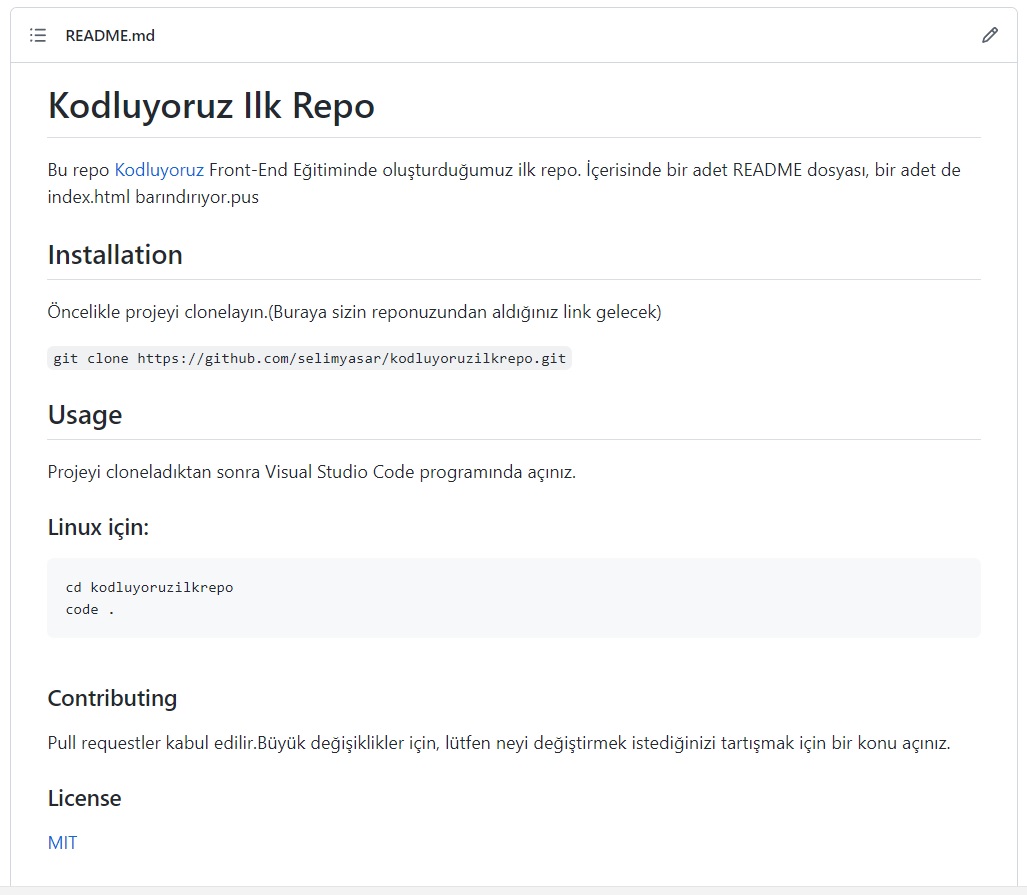 README.md
Kodluyoruz Ilk Repo
Bu repo Kodluyoruz Front-End Eğitiminde oluşturduğumuz ilk repo. İçerisinde bir adet README dosyası, bir adet de
index.html barındırıyor.pus
Installation
Öncelikle projeyi clonelayın.(Buraya sizin reponuzundan aldığınız link gelecek)
git clone https://github.com/selimyasar/kodluyoruzilkrepo.git
Usage
Projeyi cloneladıktan sonra Visual Studio Code programında açınız.
Linux için:
cd kodluyoruzilkrepo
code .
Contributing
Pull requestler kabul edilir.Büyük değişiklikler için, lütfen neyi değiştirmek istediğinizi tartışmak için bir konu açınız.
License
MIT